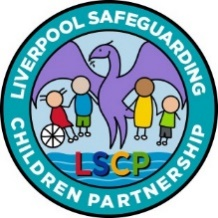 LIVERPOOL SAFEGUARDING
LSCP
CHILDREN PARTNERSHIP